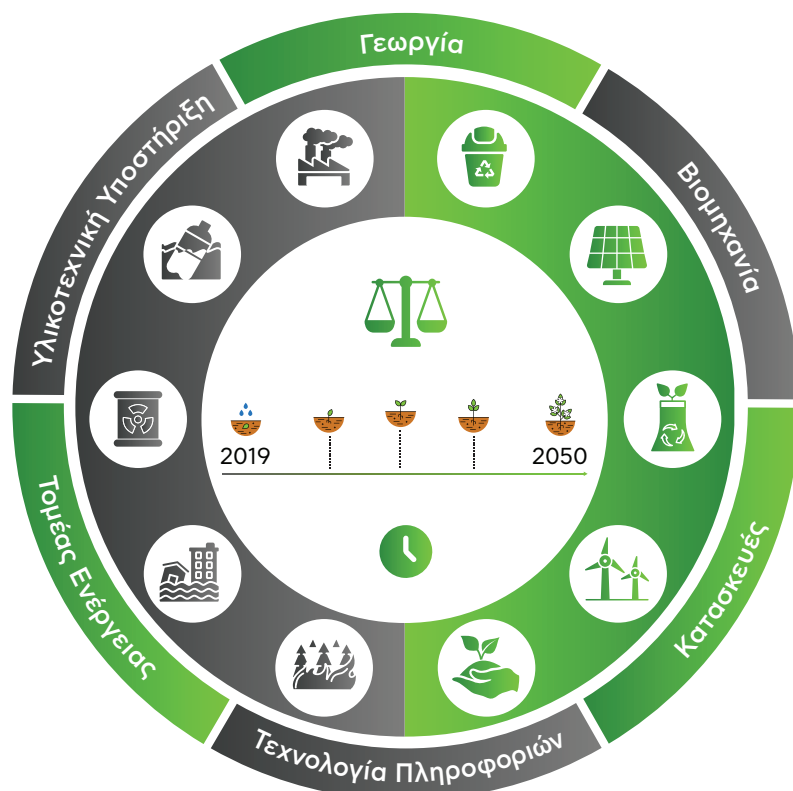 Γεωργία
Βιομηχανία
Κατασκευές
Τεχνολογία Πληροφοριών
Τομέας Ενέργειας
Υλικοτεχνική Υποστήριξη
2019
2050